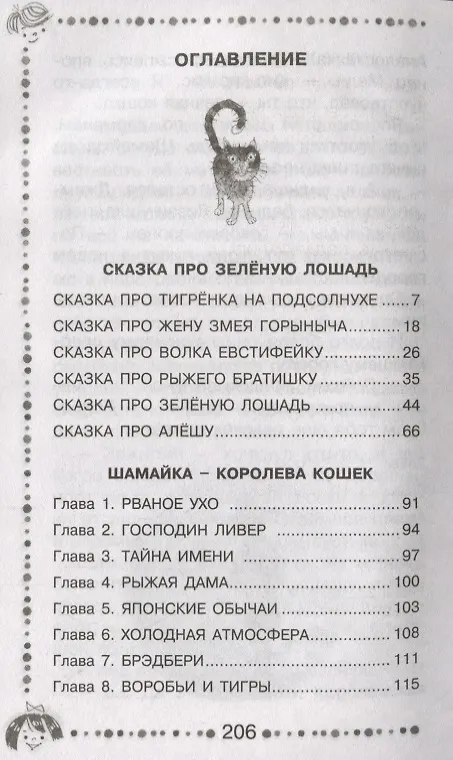 ОГЛАВЛЕНИЕ
СКАЗКА ПРО ЗЕЛЁНУЮ ЛОШАДЬ
СКАЗКА ПРО ТИГРЁНКА НА ПОДСОЛНУХЕ.....7
СКАЗКА ПРО ЖЕНУ ЗМЕЯ ГОРЫНЫЧА..........18
СКАЗКА ПРО ВОЛКА ЕВСТИФЕЙКУ..............26
СКАЗКА ПРО РЫЖЕГО БРАТИШКУ..............35
СКАЗКА ПРО ЗЕЛЁНУЮ ЛОШАДЬ..............44
СКАЗКА ПРО АЛЁШУ..............................66
ШАМАЙКА – КОРОЛЕВА КОШЕК
Глава 1. РВАНОЕ УХО ..............................91
Глава 2. ГОСПОДИН ЛИВЕР ......................94
Глава 3. ТАЙНА ИМЕНИ ..........................97
Глава 4. РЫЖАЯ ДАМА..........................100
Глава 5. ЯПОНСКИЕ ОБЫЧАИ..................103
Глава 6. ХОЛОДНАЯ АТМОСФЕРА..............108
Глава 7. БРЭДБЕРИ..............................111
Глава 8. ВОРОБЬИ И ТИГРЫ....................115
206